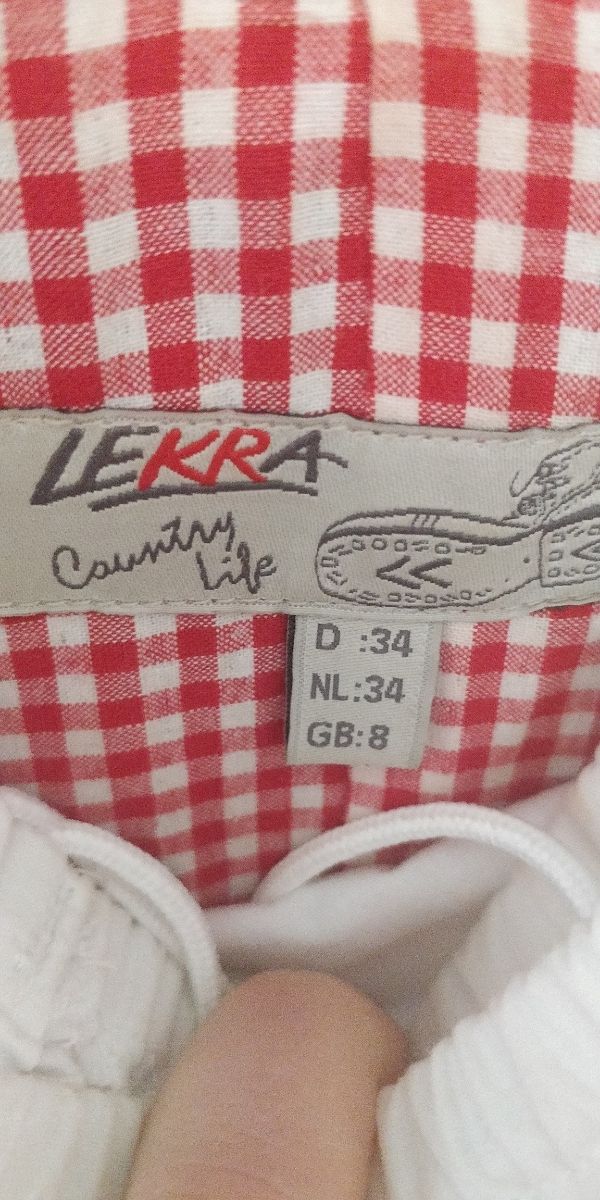 LEKRA
Country
Life
D :34
NL:34
GB:8